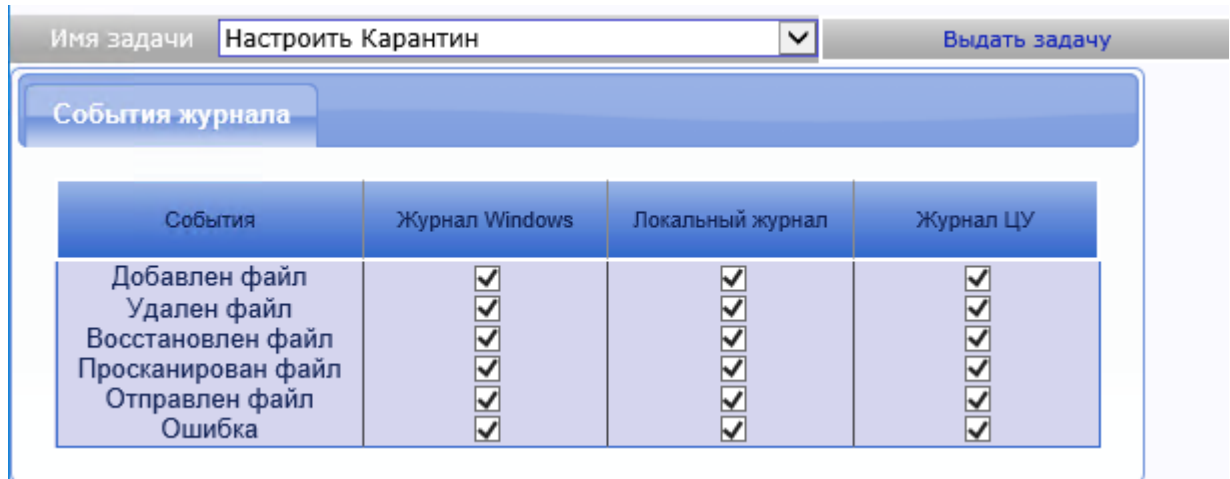 Имя задачи Настроить Карантин Выдать задачу
События журнала
События Журнал Windows Локальный журнал Журнал ЦУ
Добавлен файл
Удален файл
Восстановлен файл
Просканирован файл
Отправлен файл
Ошибка